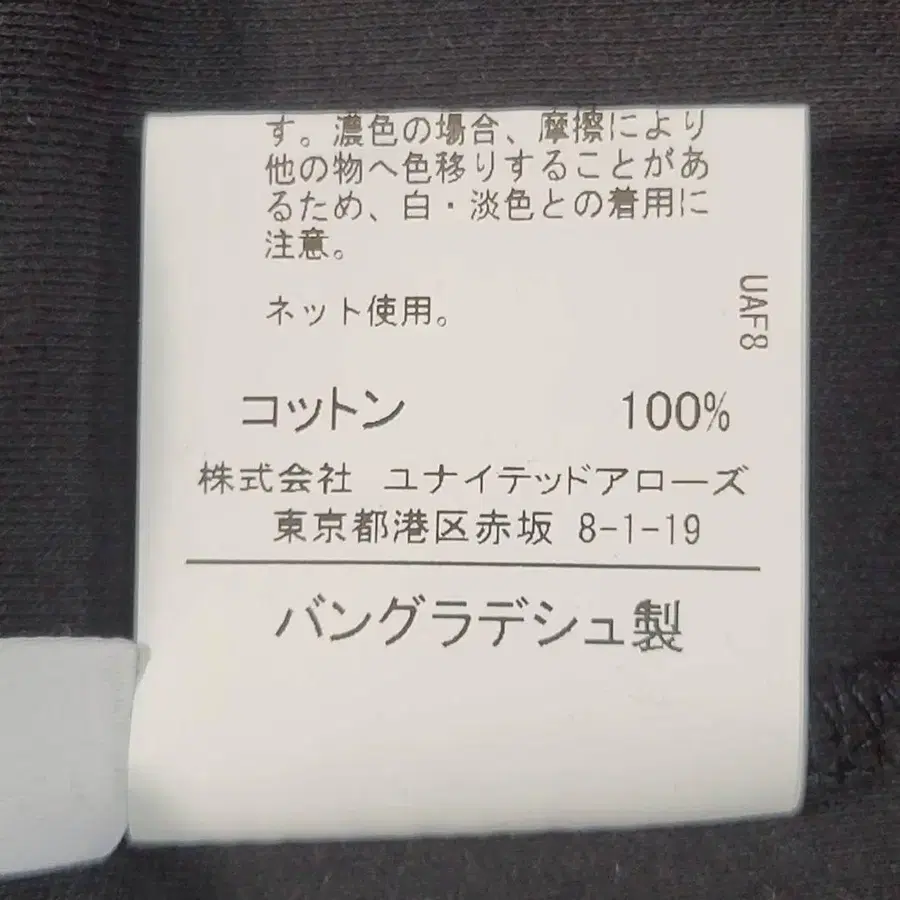 す。濃色の場合、摩擦により
他の物へ色移りすることがあ
るため、白・淡色との着用に
注意。
ネット使用。
UAF8
コットン 100%
株式会社 ユナイテッドアローズ
東京都港区赤坂 8-1-19
バングラデシュ製